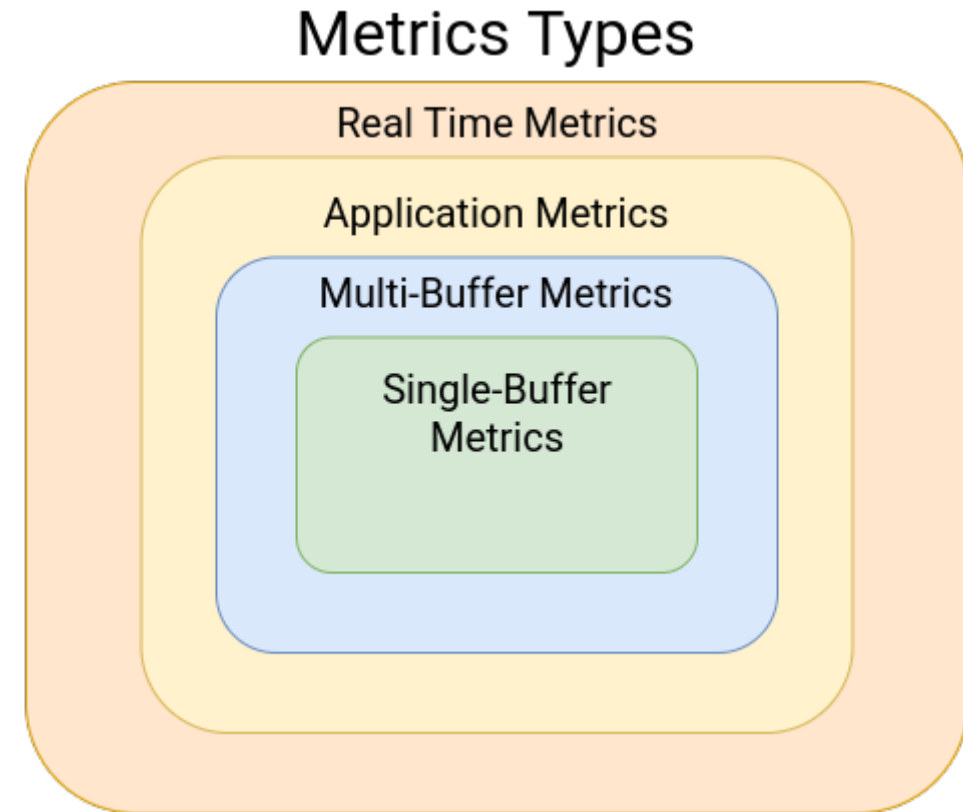 Metrics Types
Real Time Metrics
Application Metrics
Multi-Buffer Metrics
Single-Buffer
Metrics